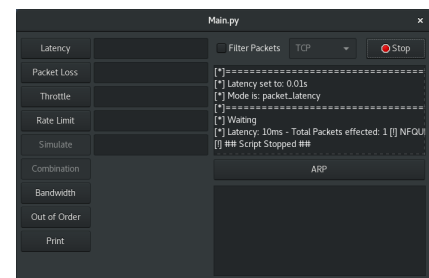 Main.py
×
Latency
Packet Loss
Throttle
Rate Limit
Simulate
Combination
Bandwidth
Out of Order
Print
Filter Packets TCP Stop
[*]==================================
[*] Latency set to: 0.01s
[*] Mode is: packet_latency
[*]==================================
[*] Waiting
[*] Latency: 10ms - Total Packets effected: 1 [!] NFQU
[!] ## Script Stopped ##
ARP